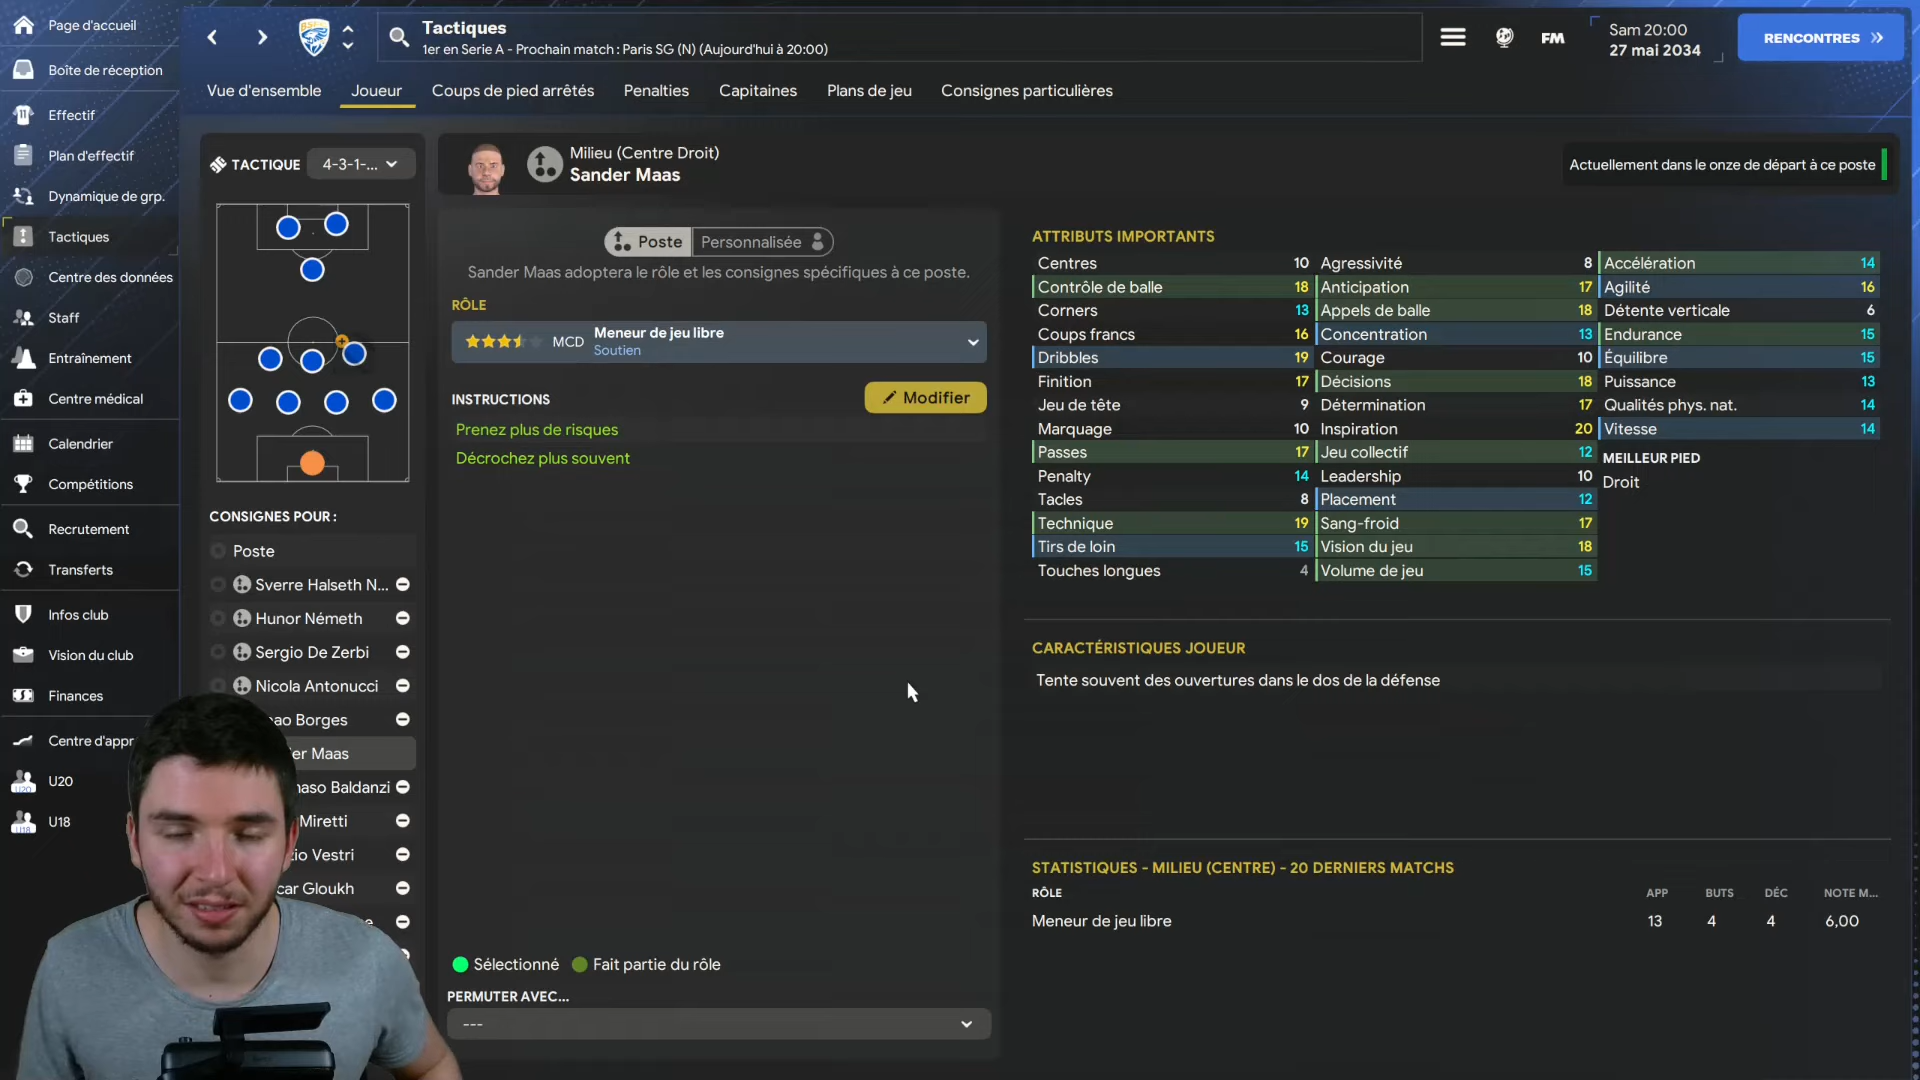 Page d'accueil
Boîte de réception
Effectif
Plan d'effectif
Dynamique de grp.
Tactiques
Centre des données
Staff
Entraînement
Centre médical
Calendrier
Compétitions
Recrutement
Transferts
Infos club
Vision du club
Finances
Centre d'appr
U20
U20
U18
U18
Tactiques
1er en Serie A - Prochain match : Paris SG (N) (Aujourd'hui à 20:00)
FM
Sam 20:00
27 mai 2034
RENCONTRES
Vue d'ensemble
Joueur
Coups de pied arrêtés
Penalties
Capitaines
Plans de jeu
Consignes particulières
TACTIQUE
4-3-1-...
CONSIGNES POUR :
Poste
Sverre Halseth N...
Hunor Németh
Sergio De Zerbi
Nicola Antonucci
ao Borges
er Maas
aso Baldanzi
Miretti
io Vestri
car Gloukh
Milieu (Centre Droit)
Sander Maas
Actuellement dans le onze de départ à ce poste
Poste
Personnalisée
Sander Maas adoptera le rôle et les consignes spécifiques à ce poste.
RÔLE
MCD
Meneur de jeu libre
Soutien
INSTRUCTIONS
Modifier
Prenez plus de risques
Décrochez plus souvent
Sélectionné
Fait partie du rôle
PERMUTER AVEC...
---
ATTRIBUTS IMPORTANTS
Centres 10
Contrôle de balle 18
Corners 13
Coups francs 16
Dribbles 19
Finition 17
Jeu de tête 9
Marquage 10
Passes 17
Penalty 14
Tacles 8
Technique 19
Tirs de loin 15
Touches longues 4
Agressivité 8
Anticipation 17
Appels de balle 18
Concentration 13
Courage 10
Décisions 18
Détermination 17
Inspiration 20
Jeu collectif 12
Leadership 10
Placement 12
Sang-froid 17
Vision du jeu 18
Volume de jeu 15
Accélération 14
Agilité 16
Détente verticale 6
Endurance 15
Équilibre 15
Puissance 13
Qualités phys. nat. 14
Vitesse 14
MEILLEUR PIED
Droit
CARACTÉRISTIQUES JOUEUR
Tente souvent des ouvertures dans le dos de la défense
STATISTIQUES - MILIEU (CENTRE) - 20 DERNIERS MATCHS
RÔLE APP BUTS DÉC NOTE M...
Meneur de jeu libre 13 4 4 6,00